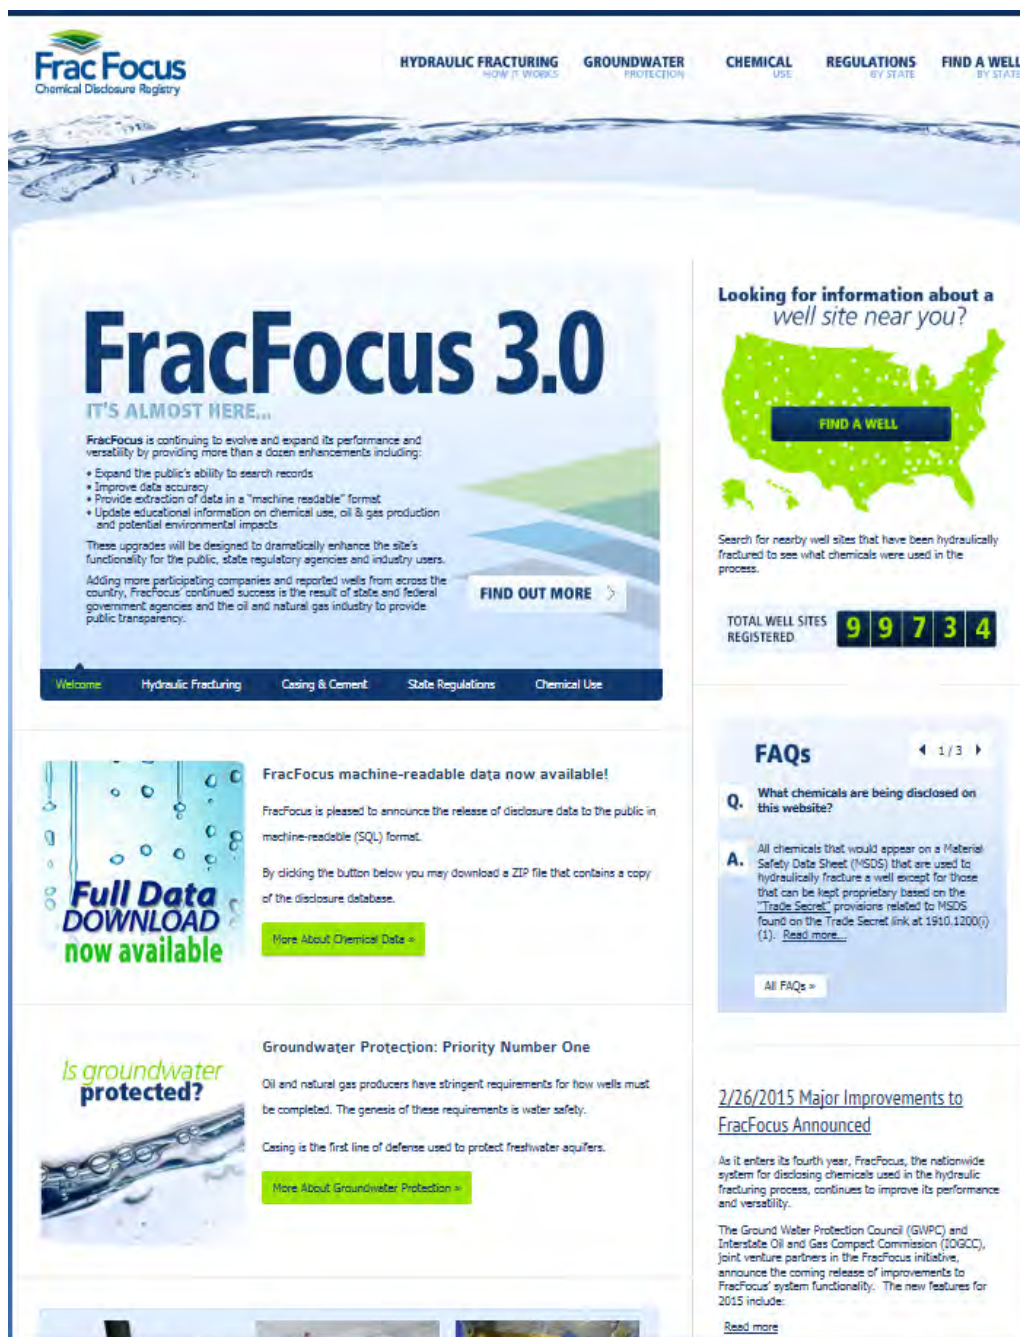 Frac Focus
Chemical Disclosure Registry
HYDRAULIC FRACTURING
HOW IT WORKS
GROUNDWATER
PROTECTION
CHEMICAL
USE
REGULATIONS
BY STATE
FIND A WELL
BY STATE
FracFocus 3.0
IT'S ALMOST HERE...
FracFocus is continuing to evolve and expand its performance and
versatility by providing more than a dozen enhancements including:
• Expand the public's ability to search records
• Improve data accuracy
• Provide extraction of data in a "machine readable" format
• Update educational information on chemical use, oil & gas production
and potential environmental impacts
These upgrades will be designed to dramatically enhance the site's
functionality for the public, state regulatory agencies and industry users.
Adding more participating companies and reported wells from across the
country, FracFocus' continued success is the result of state and federal
government agencies and the oil and natural gas industry to provide
public transparency.
FIND OUT MORE
Welcome
Hydraulic Fracturing
Casing & Cement
State Regulations
Chemical Use
Looking for information about a
well site near you?
FIND A WELL
Search for nearby well sites that have been hydraulically
fractured to see what chemicals were used in the
process.
TOTAL WELL SITES
REGISTERED
99734
Full Data
DOWNLOAD
now available
FracFocus machine-readable data now available!
FracFocus is pleased to announce the release of disclosure data to the public in
machine-readable (SQL) format.
By clicking the button below you may download a ZIP file that contains a copy
of the disclosure database.
More About Chemical Data »
FAQs
1 / 3
Q.
What chemicals are being disclosed on
this website?
A.
All chemicals that would appear on a Material
Safety Data Sheet (MSDS) that are used to
hydraulically fracture a well except for those
that can be kept proprietary based on the
"Trade Secret" provisions related to MSDS
found on the Trade Secret link at 1910.1200(i)
(1). Read more...
All FAQs »
Is groundwater
protected?
Groundwater Protection: Priority Number One
Oil and natural gas producers have stringent requirements for how wells must
be completed. The genesis of these requirements is water safety.
Casing is the first line of defense used to protect freshwater aquifers.
More About Groundwater Protection »
2/26/2015 Major Improvements to
FracFocus Announced
As it enters its fourth year, FracFocus, the nationwide
system for disclosing chemicals used in the hydraulic
fracturing process, continues to improve its performance
and versatility.
The Ground Water Protection Council (GWPC) and
Interstate Oil and Gas Compact Commission (IOGCC),
joint venture partners in the FracFocus initiative,
announce the coming release of improvements to
FracFocus' system functionality. The new features for
2015 include:
Read more